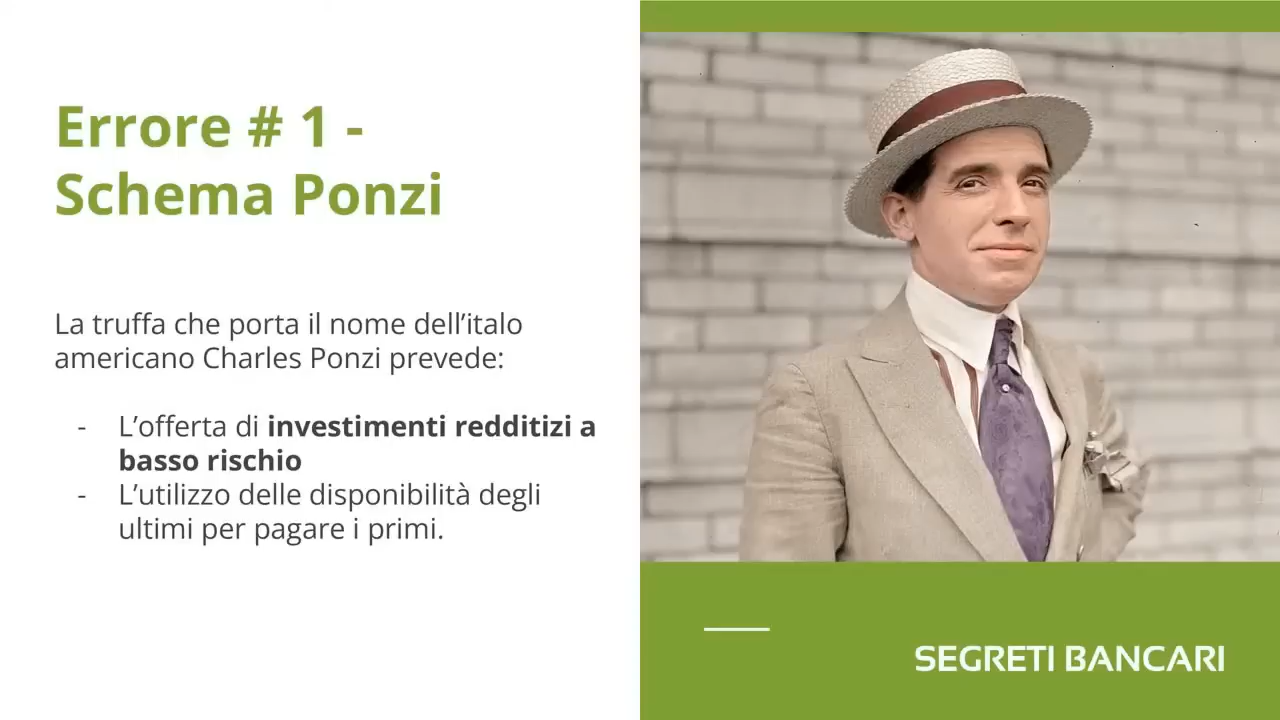 Errore # 1 -
Schema Ponzi
La truffa che porta il nome dell’italo
americano Charles Ponzi prevede:
- L’offerta di investimenti redditizi a
basso rischio
- L’utilizzo delle disponibilità degli
ultimi per pagare i primi.
SEGRETI BANCARI